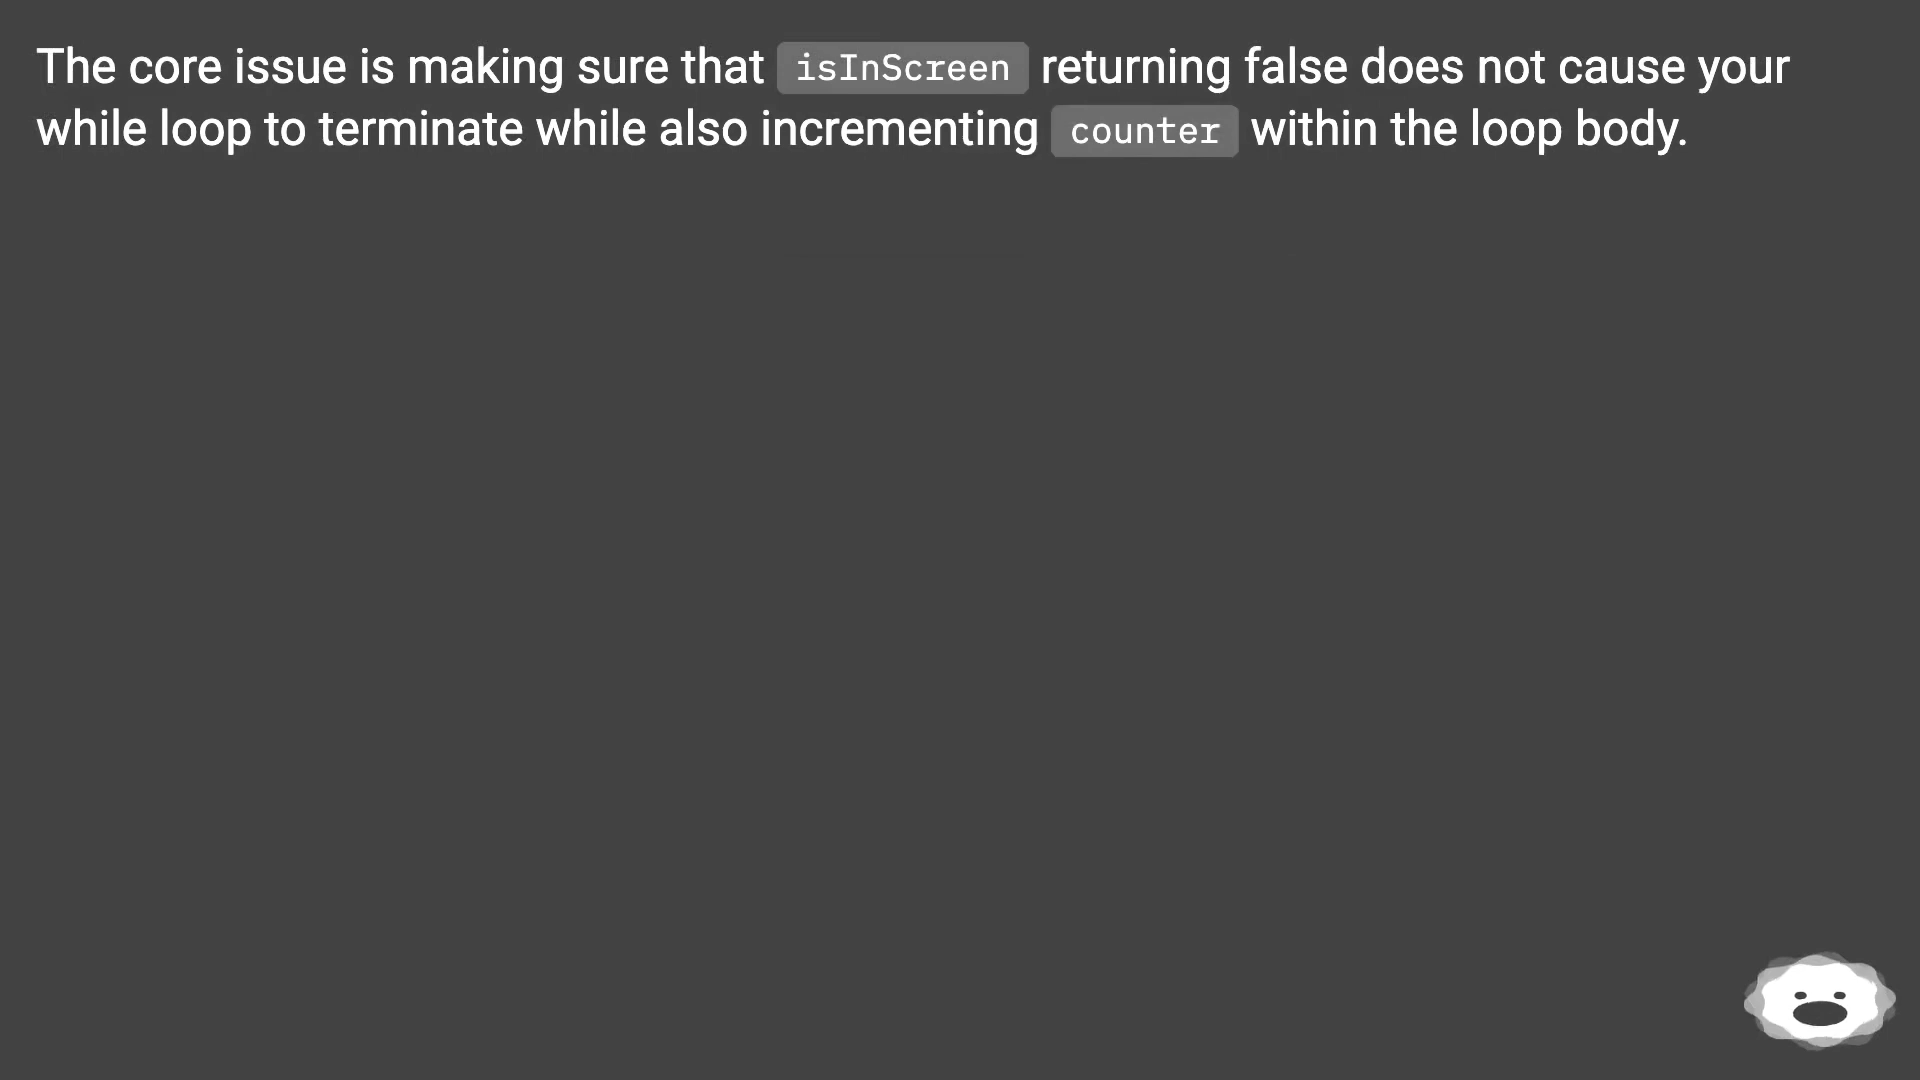 The core issue is making sure that isInScreen returning false does not cause your
while loop to terminate while also incrementing counter within the loop body.